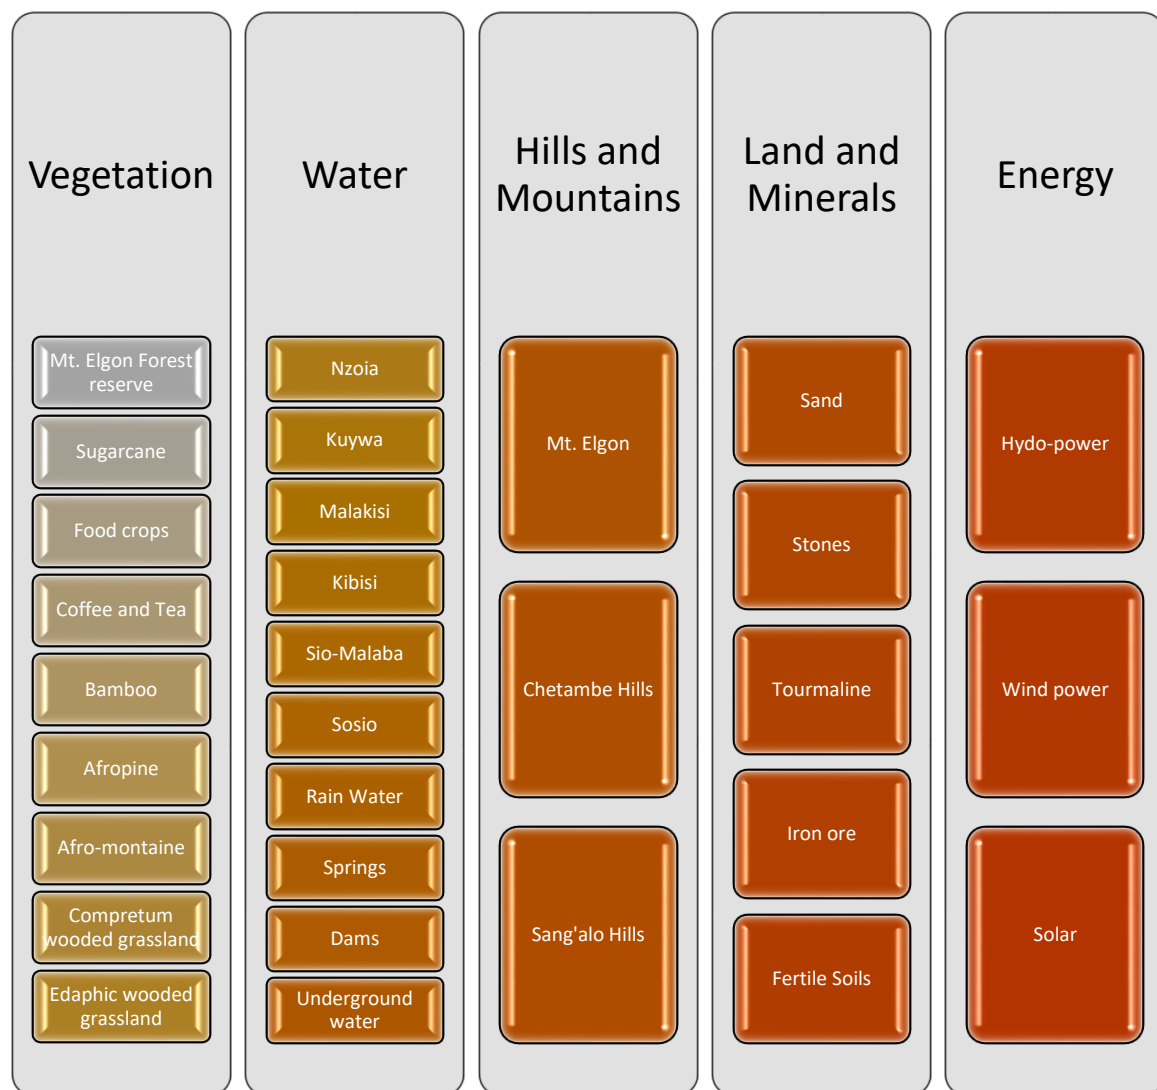 Vegetation
Mt. Elgon Forest
reserve
Sugarcane
Food crops
Coffee and Tea
Bamboo
Afropine
Afro-montaine
Compretum
wooded grassland
Edaphic wooded
grassland
Water
Nzoia
Kuywa
Malakisi
Kibisi
Sio-Malaba
Sosio
Rain Water
Springs
Dams
Underground
water
Hills and
Mountains
Mt. Elgon
Chetambe Hills
Sang'alo Hills
Land and
Minerals
Sand
Stones
Tourmaline
Iron ore
Fertile Soils
Energy
Hydo-power
Wind power
Solar